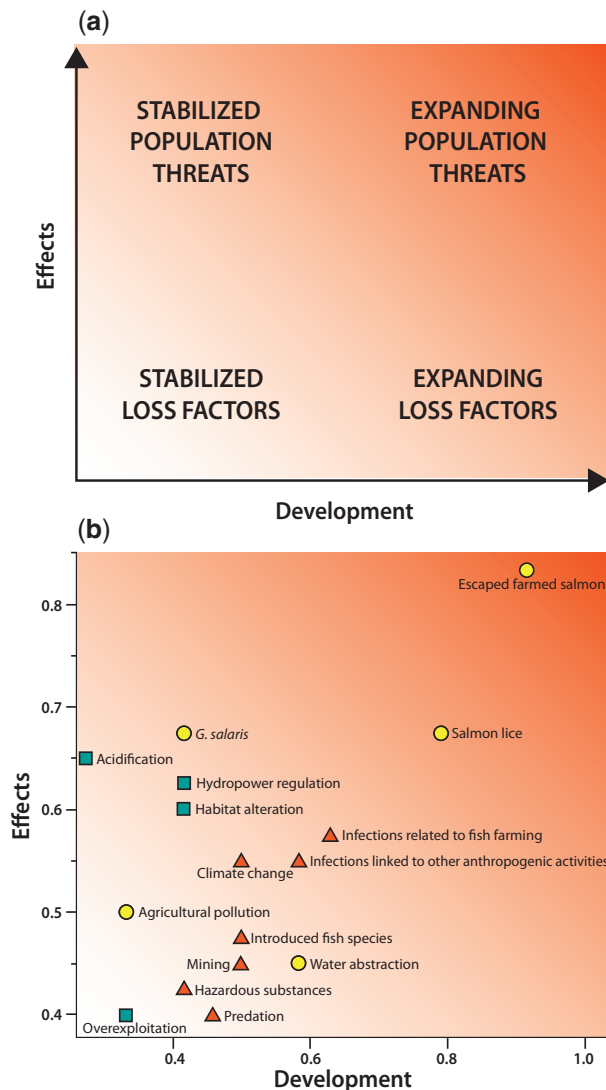 (a)
STABILIZED
POPULATION
THREATS
EXPANDING
POPULATION
THREATS
Effects
STABILIZED
LOSS FACTORS
EXPANDING
LOSS FACTORS
Development
(b)
Escaped farmed salmon
0.8
0.7
G. salaris
Salmon lice
Acidification
Hydropower regulation
0.6
Habitat alteration
Effects
Infections related to fish farming
Infections linked to other anthropogenic activities
Climate change
0.5
Agricultural pollution
Introduced fish species
Mining
Water abstraction
Hazardous substances
0.4
Overexploitation
Predation
0.4
0.6
0.8
1.0
Development